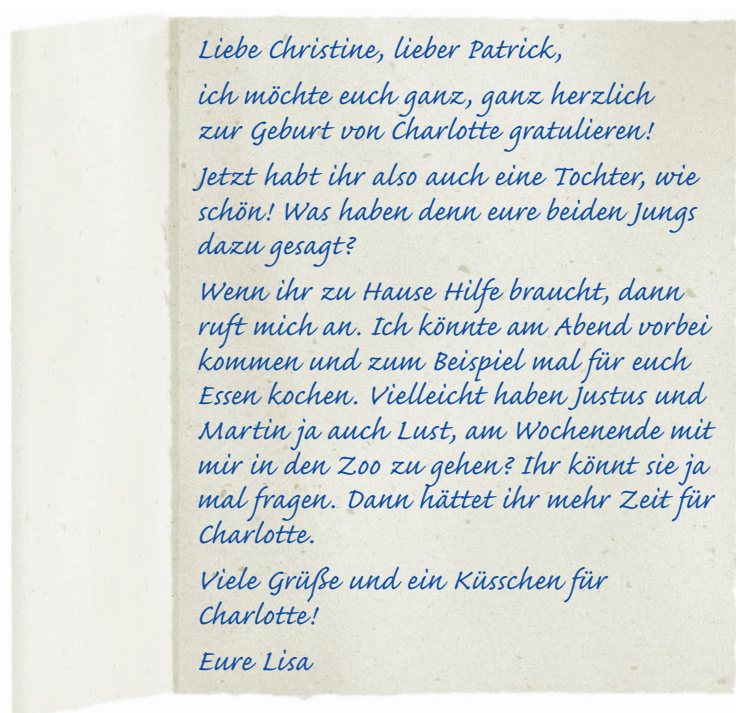 Liebe Christine, lieber Patrick,
ich möchte euch ganz, ganz herzlich
zur Geburt von Charlotte gratulieren!
Jetzt habt ihr also auch eine Tochter, wie
schön! Was haben denn eure beiden Jungs
dazu gesagt?
Wenn ihr zu Hause Hilfe braucht, dann
ruft mich an. Ich könnte am Abend vorbei
kommen und zum Beispiel mal für euch
Essen kochen. Vielleicht haben Justus und
Martin ja auch Lust, am Wochenende mit
mir in den Zoo zu gehen? Ihr könnt sie ja
mal fragen. Dann hättet ihr mehr Zeit für
Charlotte.
Viele Grüße und ein Küsschen für
Charlotte!
Eure Lisa